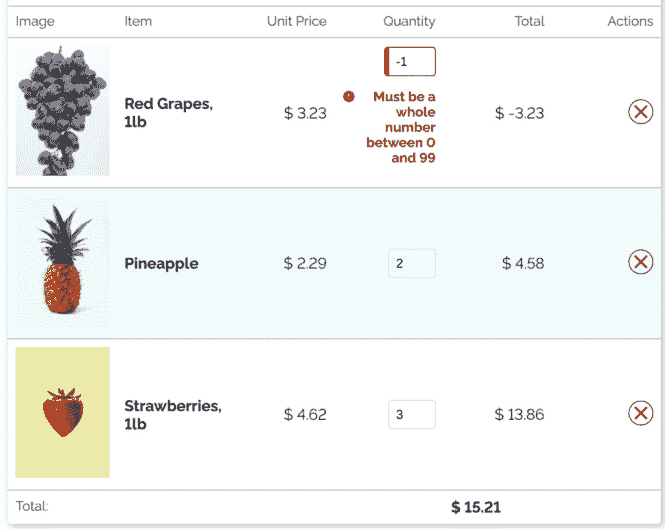 Image Item Unit Price Quantity Total Actions
Red Grapes,
1lb
$ 3.23
-1
Must be a
whole
number
between 0
and 99
$ -3.23
Pineapple
$ 2.29
2
$ 4.58
Strawberries,
1lb
$ 4.62
3
$ 13.86
Total: $ 15.21